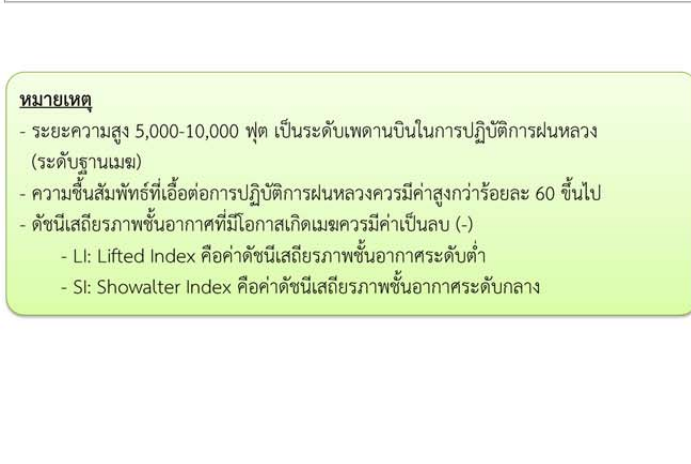 หมายเหตุ
- ระยะความสูง 5,000-10,000 ฟุต เป็นระดับเพดานบินในการปฏิบัติการฝนหลวง
(ระดับฐานเมฆ)
- ความชื้นสัมพัทธ์ที่เอื้อต่อการปฏิบัติการฝนหลวงควรมีค่าสูงกว่าร้อยละ 60 ขึ้นไป
- ดัชนีเสถียรภาพชั้นอากาศที่มีโอกาสเกิดเมฆควรมีค่าเป็นลบ (-)
- LI: Lifted Index คือค่าดัชนีเสถียรภาพชั้นอากาศระดับต่ำ
- SI: Showalter Index คือค่าดัชนีเสถียรภาพชั้นอากาศระดับกลาง